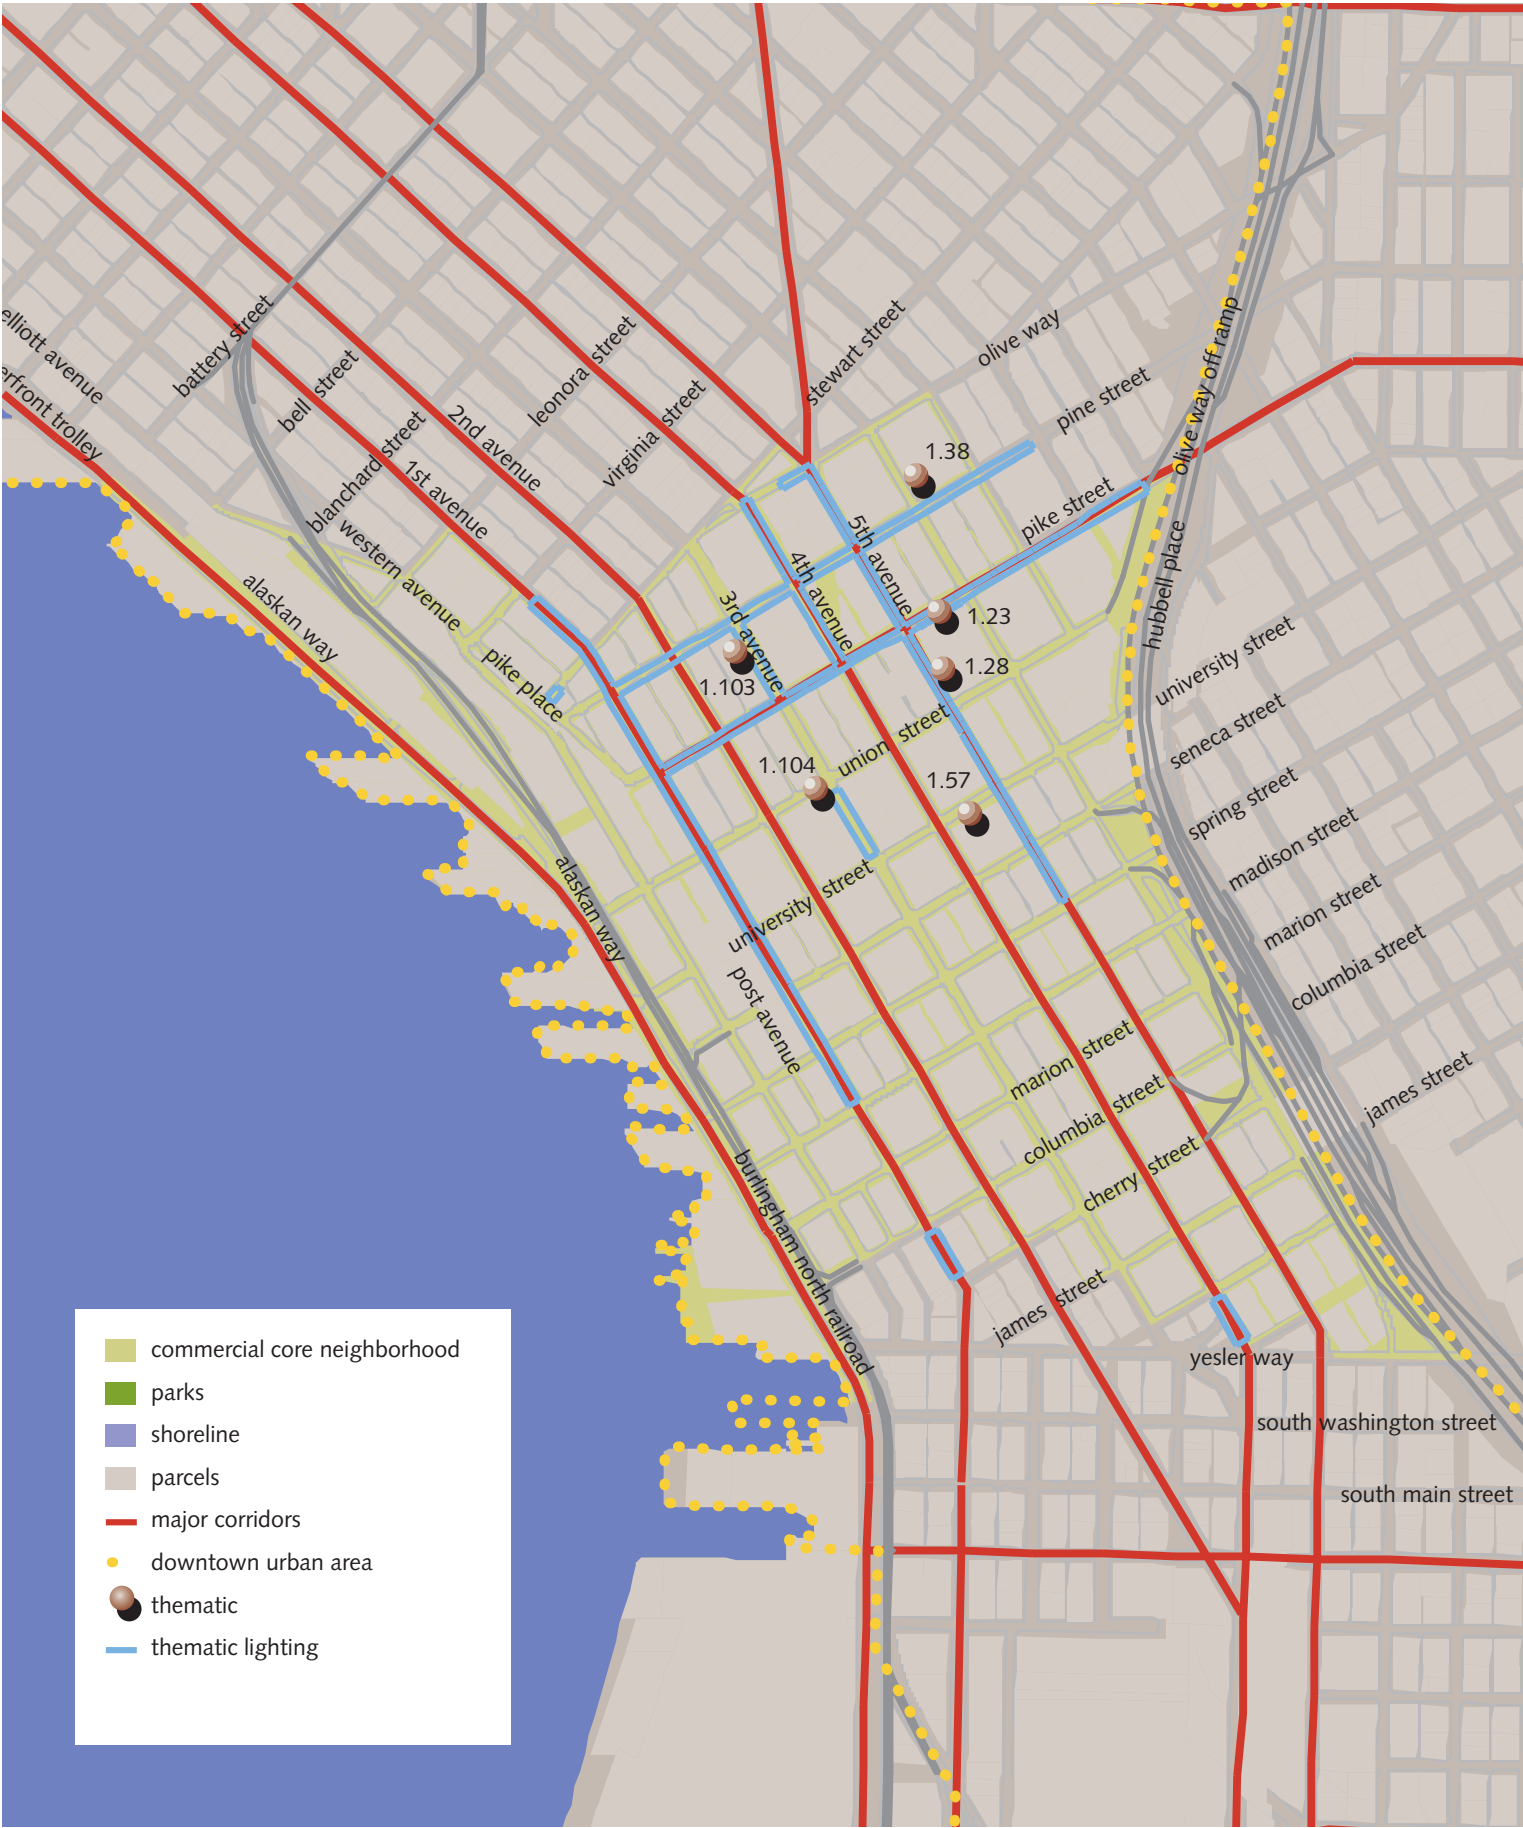 elliott avenue
erfront trolley
battery street
bell street
blanchard street
2nd avenue
1st avenue
western avenue
leonora street
virginia street
stewart street
olive way
pine street
olive way off ramp
1.38
pike street
5th avenue
4th avenue
3rd avenue
hubbell place
alaskan way
pike place
1.23
1.28
1.103
university street
union street
seneca street
1.104
1.57
spring street
madison street
alaskan way
university street
marion street
columbia street
post avenue
marion street
james street
columbia street
cherry street
burlingham north railroad
james street
yesler way
south washington street
south main street
commercial core neighborhood
parks
shoreline
parcels
major corridors
downtown urban area
thematic
thematic lighting